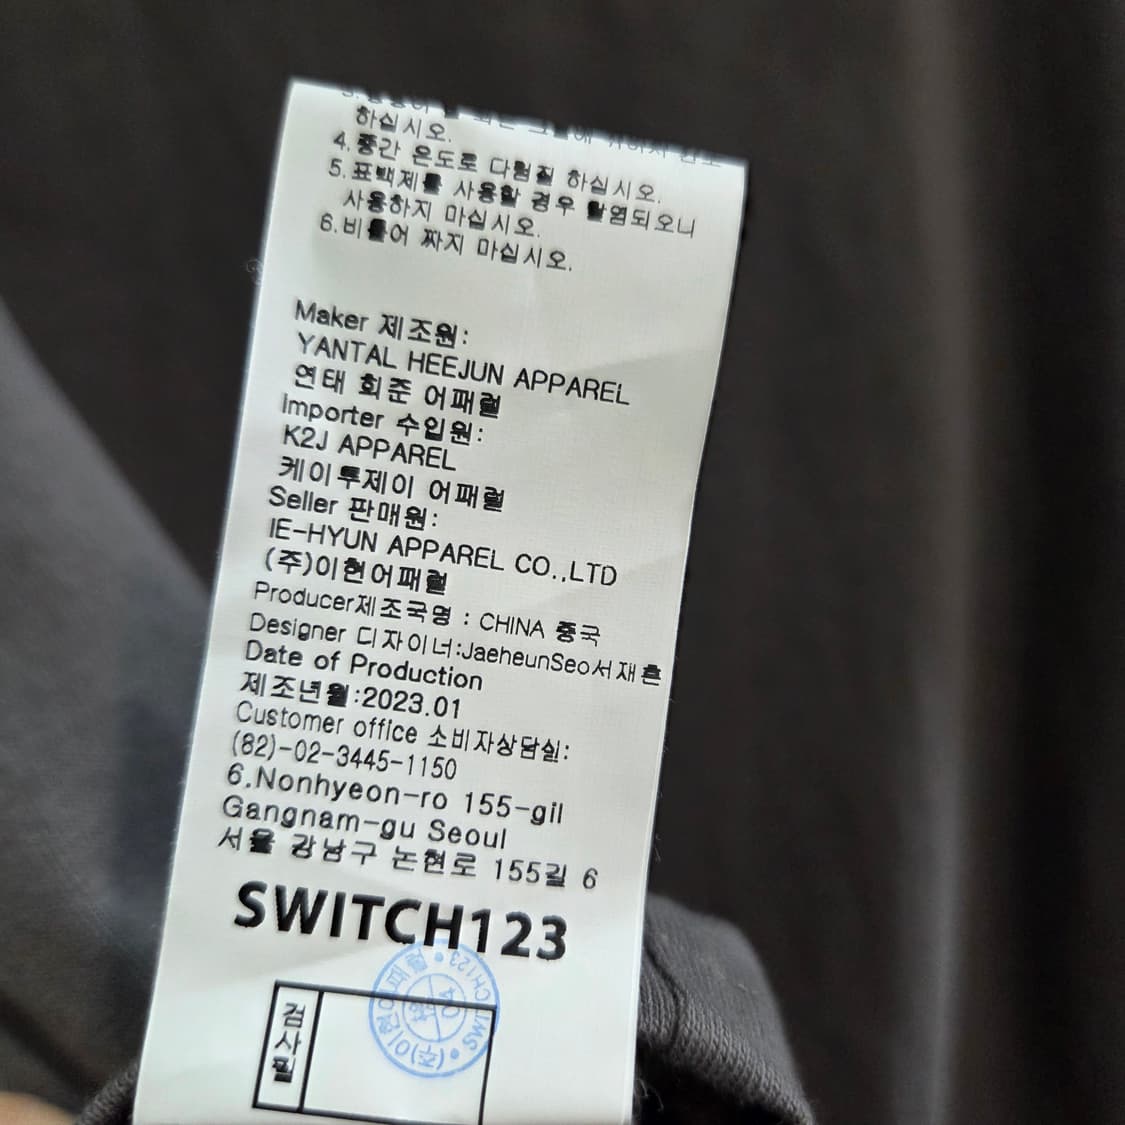 하십시오.
4.중간 온도로 다림질 하십시오.
5.표백제를 사용할 경우 탈염되오니
사용하지 마십시오.
6.비틀어 짜지 마십시오.
Maker 제조원:
YANTAL HEEJUN APPAREL
연태 희준 어패럴
Importer 수입원:
K2J APPAREL
케이투제이 어패럴
Seller 판매원:
IE-HYUN APPAREL CO.,LTD
(주)이현어패럴
Producer제조국명 : CHINA 중국
Designer 디자이너:JaeheunSeo서재흔
Date of Production
제조년월:2023.01
Customer office 소비자상담실:
(82)-02-3445-1150
6.Nonhyeon-ro 155-gil
Gangnam-gu Seoul
서울 강남구 논현로 155길 6
SWITCH123
검사필
(주)이현어패럴 • SWITCH123 •
04